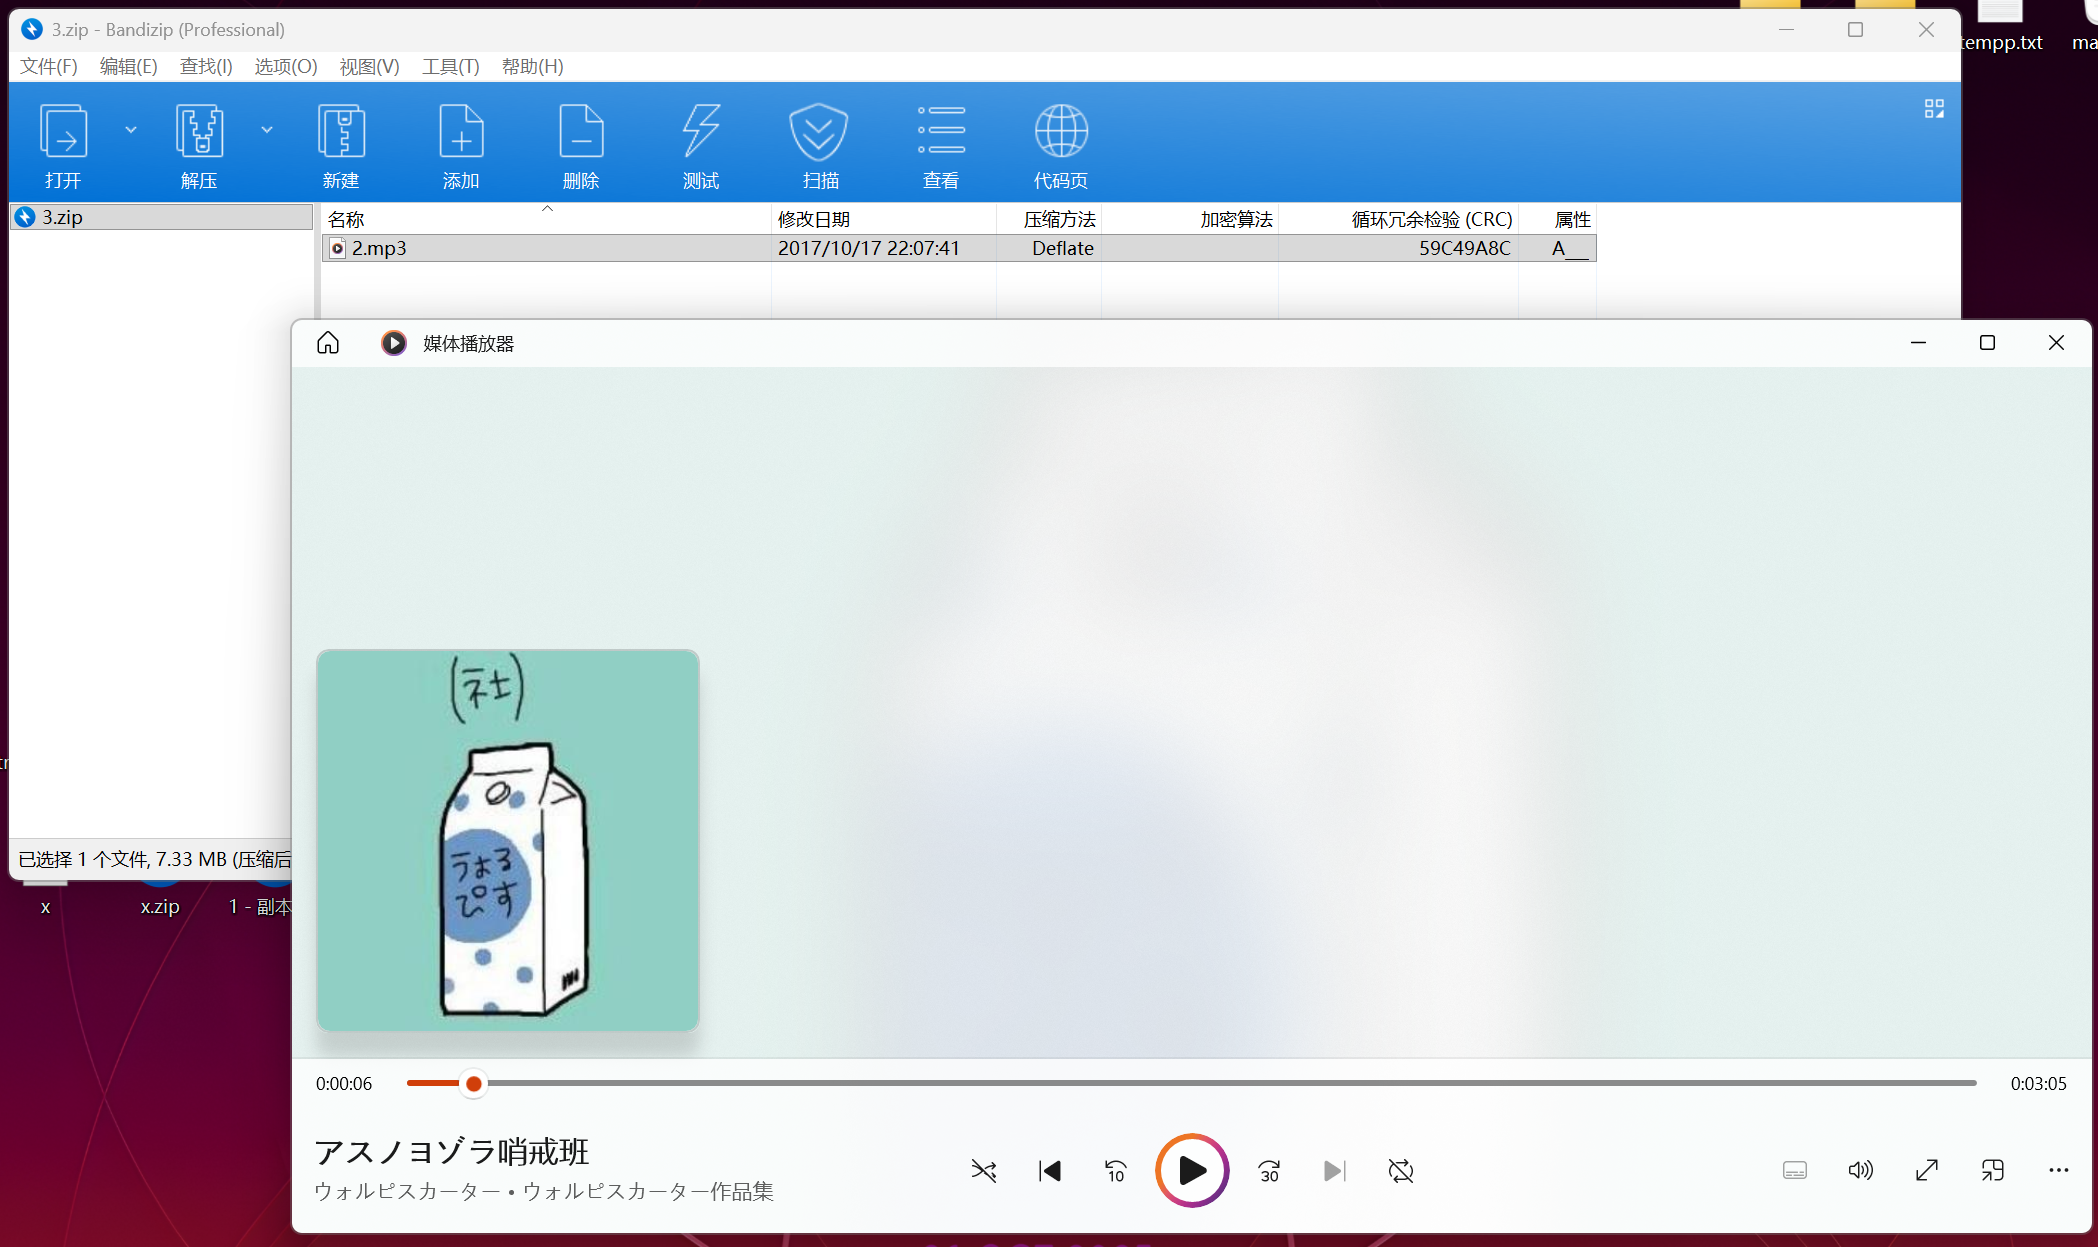 3.zip - Bandizip (Professional)
tempp.txt
ma
文件(F) 编辑(E) 查找(I) 选项(O) 视图(V) 工具(T) 帮助(H)
打开 解压 新建 添加 删除 测试 扫描 查看 代码页
3.zip
名称 修改日期 压缩方法 加密算法 循环冗余检验 (CRC) 属性
2.mp3 2017/10/17 22:07:41 Deflate 59C49A8C A__
媒体播放器
(社)
うぉる
ぴす
已选择 1 个文件, 7.33 MB (压缩后
x x.zip 1 - 副本
0:00:06 0:03:05
アスノヨゾラ哨戒班
ウォルピスカーター • ウォルピスカーター作品集
10 30